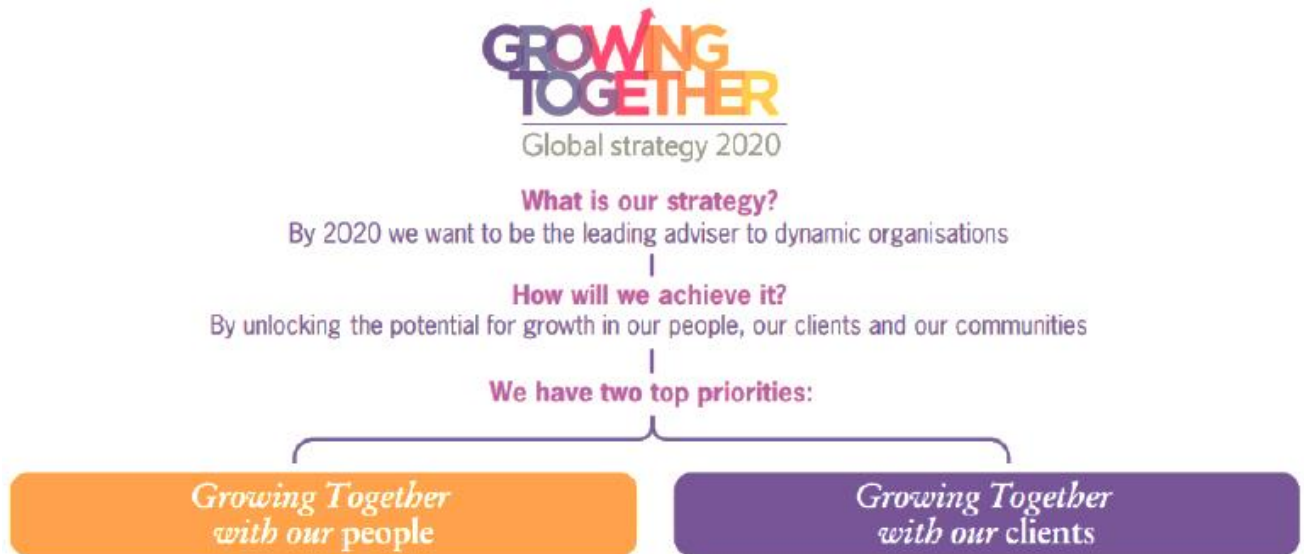 GROWING
TOGETHER
Global strategy 2020
What is our strategy?
By 2020 we want to be the leading adviser to dynamic organisations
How will we achieve it?
By unlocking the potential for growth in our people, our clients and our communities
We have two top priorities:
Growing Together
with our people
Growing Together
with our clients